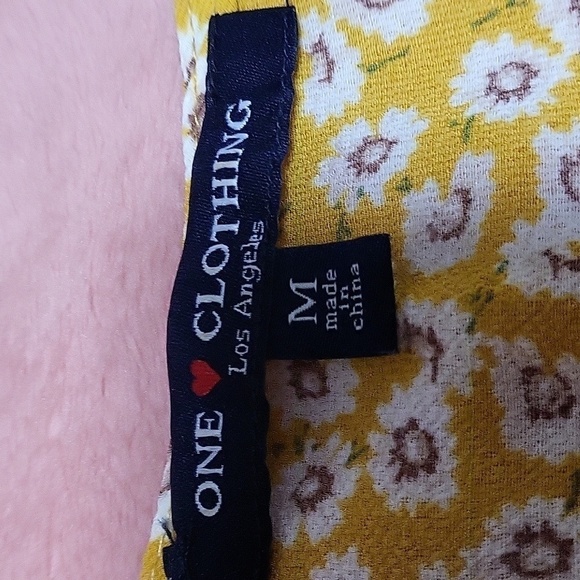 ONE ❤ CLOTHING
Los Angeles
M
made
in
china